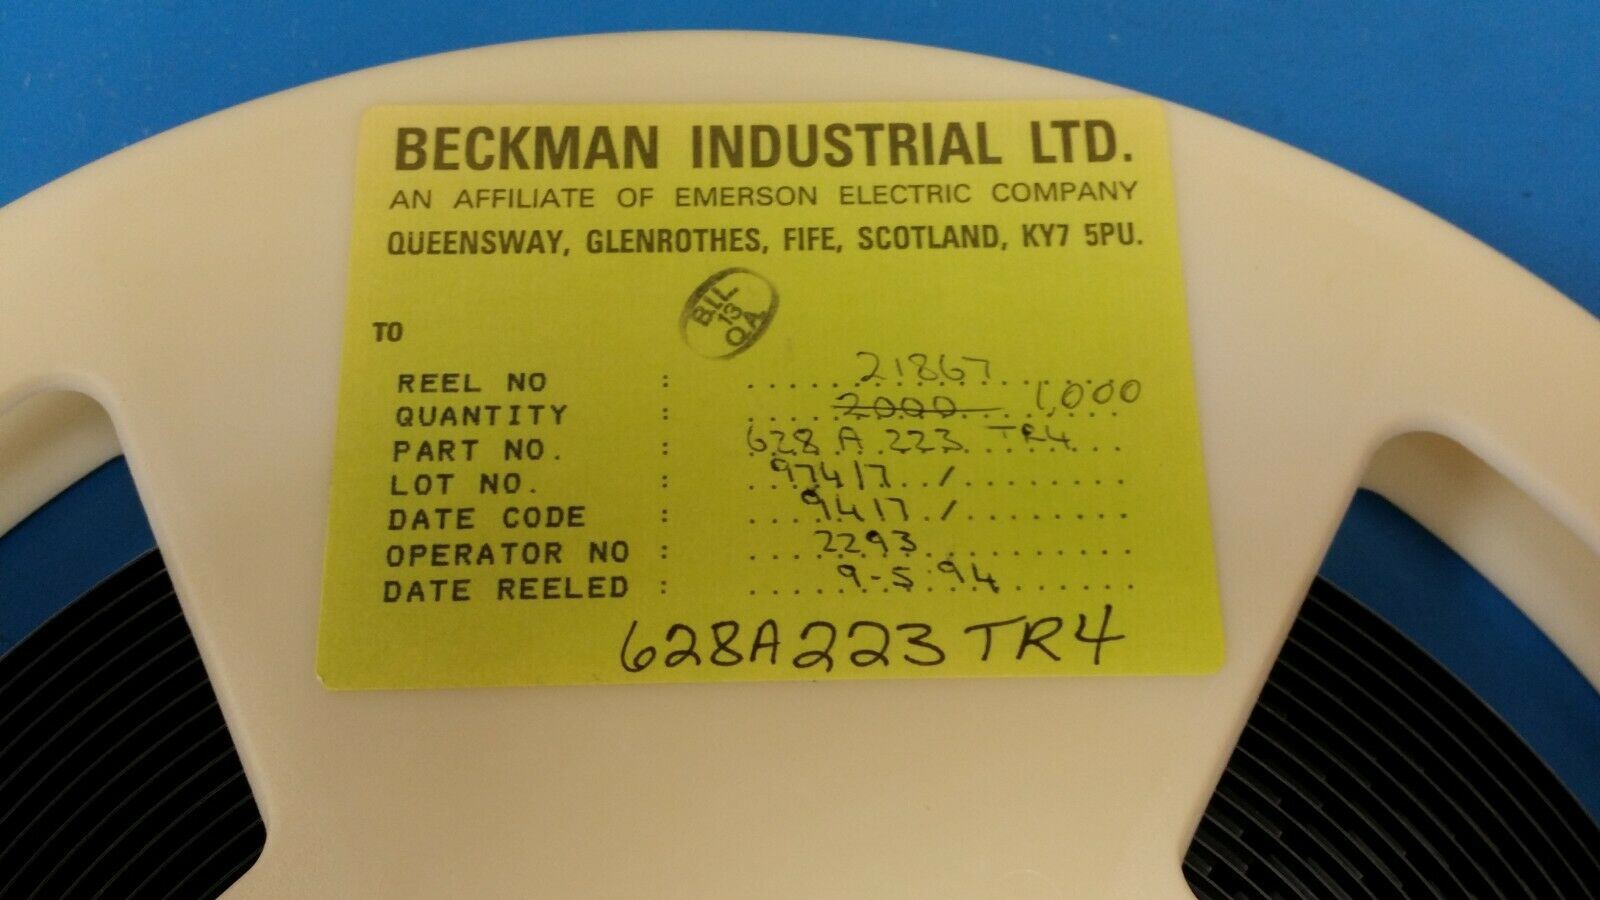 BECKMAN INDUSTRIAL LTD.
AN AFFILIATE OF EMERSON ELECTRIC COMPANY
QUEENSWAY, GLENROTHES, FIFE, SCOTLAND, KY7 5PU.
BIL
13
QA
TO
REEL NO : 21867
QUANTITY : 2000 1,000
PART NO. : 628 A 223 TR4
LOT NO. : 97417 /
DATE CODE : 9417 /
OPERATOR NO : 2293
DATE REELED : 9-5-94
628A223TR4